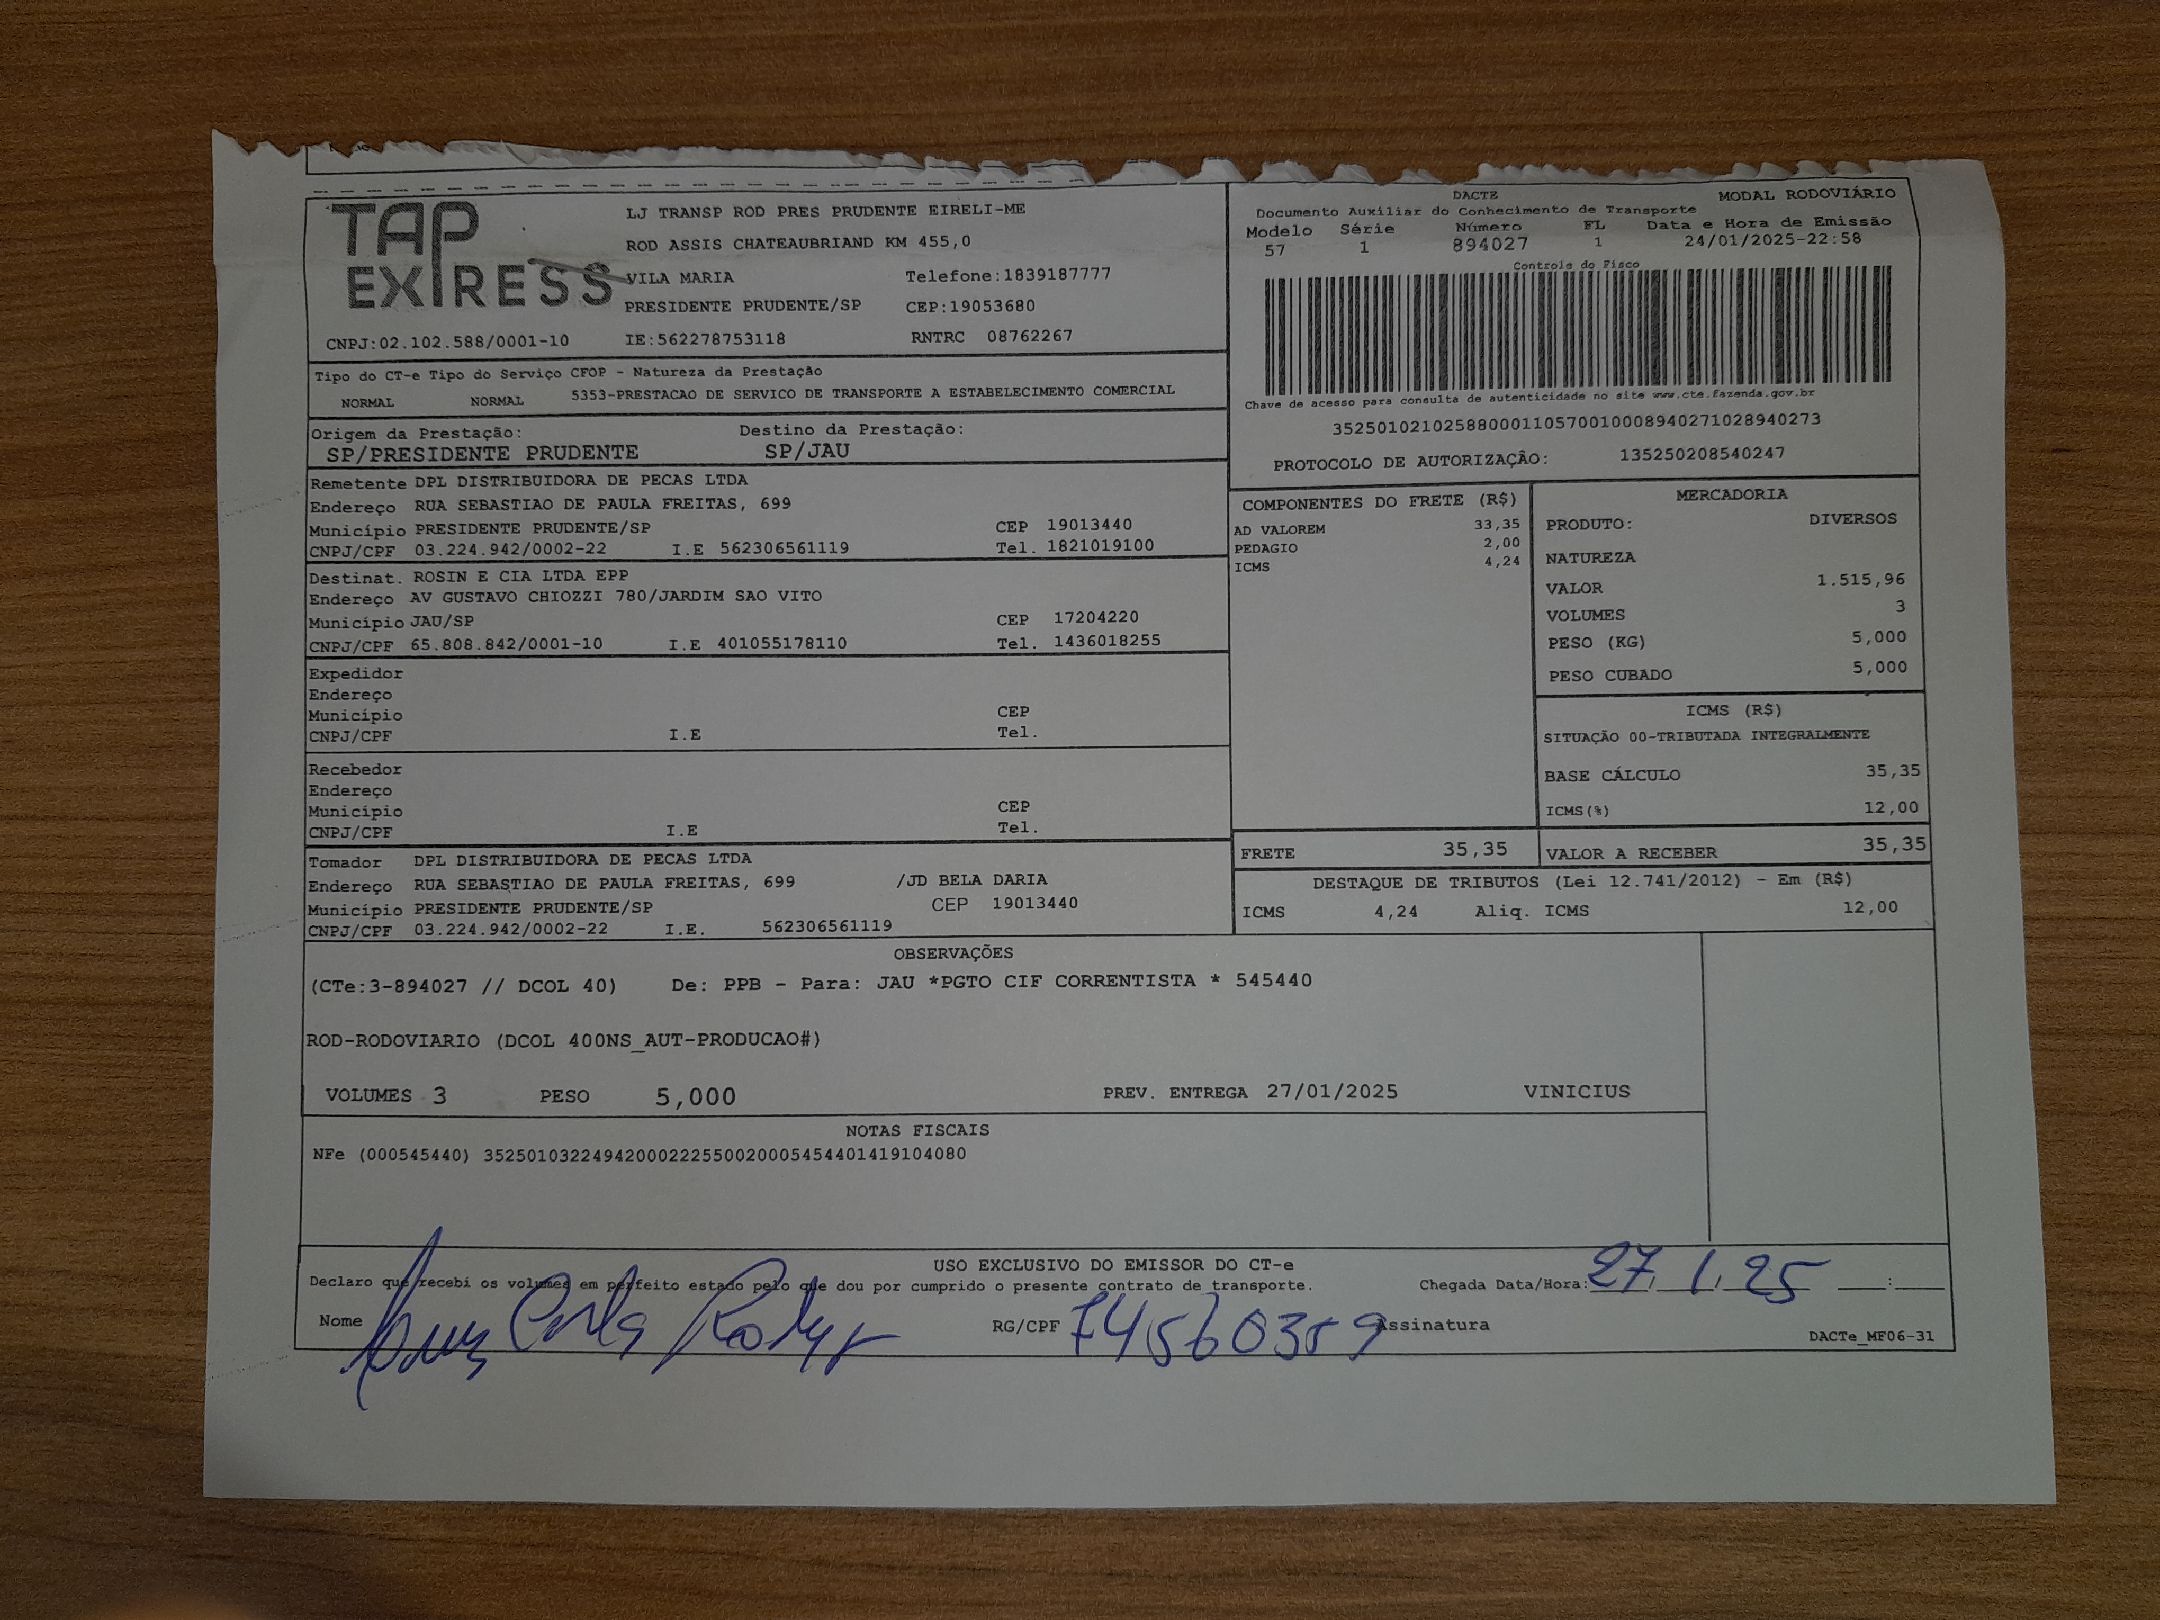 TAP
EXPRESS
LJ TRANSP ROD PRES PRUDENTE EIRELI-ME
ROD ASSIS CHATEAUBRIAND KM 455,0
VILA MARIA Telefone:1839187777
PRESIDENTE PRUDENTE/SP CEP:19053680
CNPJ:02.102.588/0001-10 IE:562278753118 RNTRC 08762267
DACTE MODAL RODOVIÁRIO
Documento Auxiliar do Conhecimento de Transporte
Modelo Série Número FL Data e Hora de Emissão
57 1 894027 1 24/01/2025-22:58
Controle do Fisco
Chave de acesso para consulta de autenticidade no site www.cte.fazenda.gov.br
35250102102588000110570010008940271028940273
PROTOCOLO DE AUTORIZAÇÃO: 135250208540247
Tipo do CT-e Tipo do Serviço CFOP - Natureza da Prestação
NORMAL NORMAL 5353-PRESTACAO DE SERVICO DE TRANSPORTE A ESTABELECIMENTO COMERCIAL
Origem da Prestação: Destino da Prestação:
SP/PRESIDENTE PRUDENTE SP/JAU
Remetente DPL DISTRIBUIDORA DE PECAS LTDA
Endereço RUA SEBASTIAO DE PAULA FREITAS, 699
Município PRESIDENTE PRUDENTE/SP CEP 19013440
CNPJ/CPF 03.224.942/0002-22 I.E 562306561119 Tel. 1821019100
Destinat. ROSIN E CIA LTDA EPP
Endereço AV GUSTAVO CHIOZZI 780/JARDIM SAO VITO
Município JAU/SP CEP 17204220
CNPJ/CPF 65.808.842/0001-10 I.E 401055178110 Tel. 1436018255
Expedidor
Endereço
Município CEP
CNPJ/CPF I.E Tel.
Recebedor
Endereço
Município CEP
CNPJ/CPF I.E Tel.
Tomador DPL DISTRIBUIDORA DE PECAS LTDA
Endereço RUA SEBASTIAO DE PAULA FREITAS, 699 /JD BELA DARIA
Município PRESIDENTE PRUDENTE/SP CEP 19013440
CNPJ/CPF 03.224.942/0002-22 I.E. 562306561119
COMPONENTES DO FRETE (R$)
AD VALOREM 33,35
PEDAGIO 2,00
ICMS 4,24
MERCADORIA
PRODUTO: DIVERSOS
NATUREZA
VALOR 1.515,96
VOLUMES 3
PESO (KG) 5,000
PESO CUBADO 5,000
ICMS (R$)
SITUAÇÃO 00-TRIBUTADA INTEGRALMENTE
BASE CÁLCULO 35,35
ICMS(%) 12,00
FRETE 35,35 VALOR A RECEBER 35,35
DESTAQUE DE TRIBUTOS (Lei 12.741/2012) - Em (R$)
ICMS 4,24 Aliq. ICMS 12,00
OBSERVAÇÕES
(CTe:3-894027 // DCOL 40) De: PPB - Para: JAU *PGTO CIF CORRENTISTA * 545440
ROD-RODOVIARIO (DCOL 400NS_AUT-PRODUCAO#)
VOLUMES 3 PESO 5,000 PREV. ENTREGA 27/01/2025 VINICIUS
NOTAS FISCAIS
NFe (000545440) 35250103224942000222550020005454401419104080
USO EXCLUSIVO DO EMISSOR DO CT-e
Declaro que recebi os volumes em perfeito estado pelo que dou por cumprido o presente contrato de transporte. Chegada Data/Hora: 27/1/25 :
Nome RG/CPF 745603589 Assinatura
DACTe_MF06-31